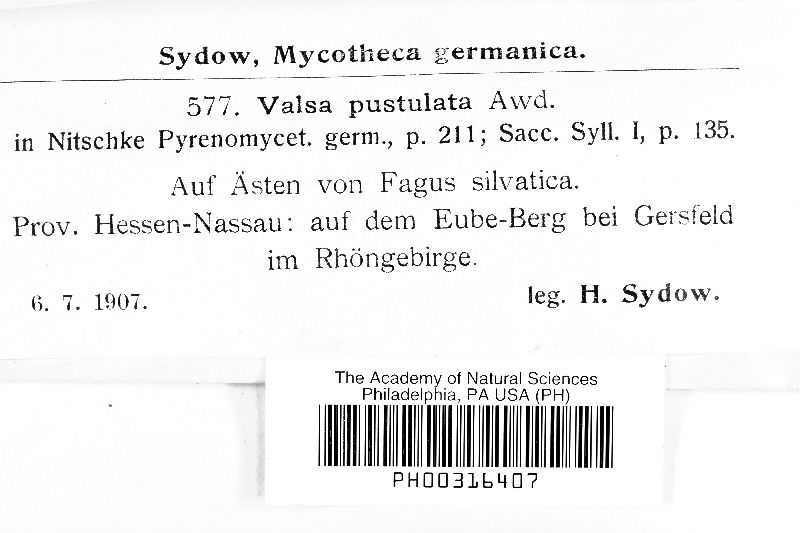 Sydow, Mycotheca germanica.
577. Valsa pustulata Awd.
in Nitschke Pyrenomycet. germ., p. 211; Sacc. Syll. I, p. 135.
Auf Ästen von Fagus silvatica.
Prov. Hessen-Nassau: auf dem Eube-Berg bei Gersfeld
im Rhöngebirge.
6. 7. 1907.
leg. H. Sydow.
The Academy of Natural Sciences
Philadelphia, PA USA (PH)
PH00316407